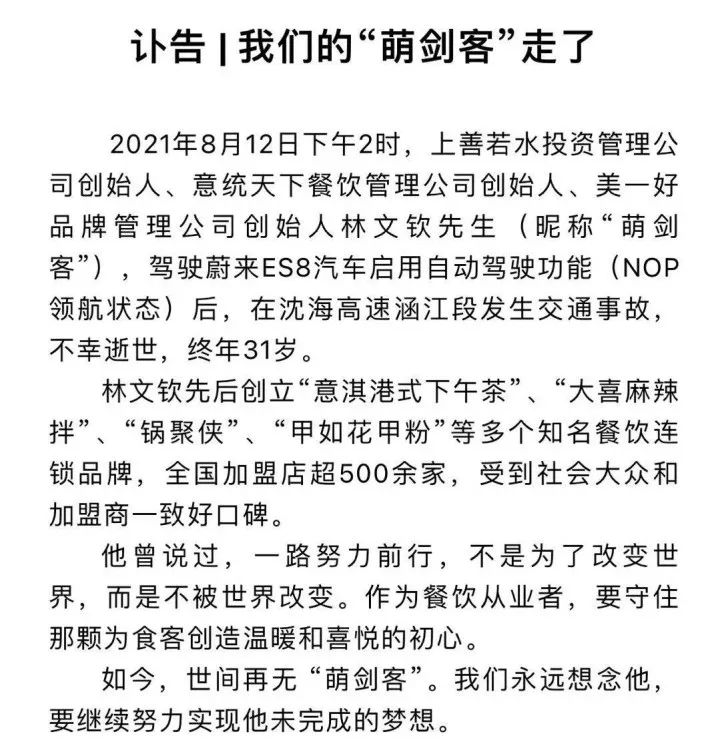 讣告 | 我们的“萌剑客”走了
2021年8月12日下午2时，上善若水投资管理公
司创始人、意统天下餐饮管理公司创始人、美一好
品牌管理公司创始人林文钦先生（昵称“萌剑
客”），驾驶蔚来ES8汽车启用自动驾驶功能（NOP
领航状态）后，在沈海高速涵江段发生交通事故，
不幸逝世，终年31岁。
林文钦先后创立“意淇港式下午茶”、“大喜麻辣
拌”、“锅聚侠”、“甲如花甲粉”等多个知名餐饮连
锁品牌，全国加盟店超500余家，受到社会大众和
加盟商一致好口碑。
他曾说过，一路努力前行，不是为了改变世
界，而是不被世界改变。作为餐饮从业者，要守住
那颗为食客创造温暖和喜悦的初心。
如今，世间再无 “萌剑客”。我们永远想念他，
要继续努力实现他未完成的梦想。